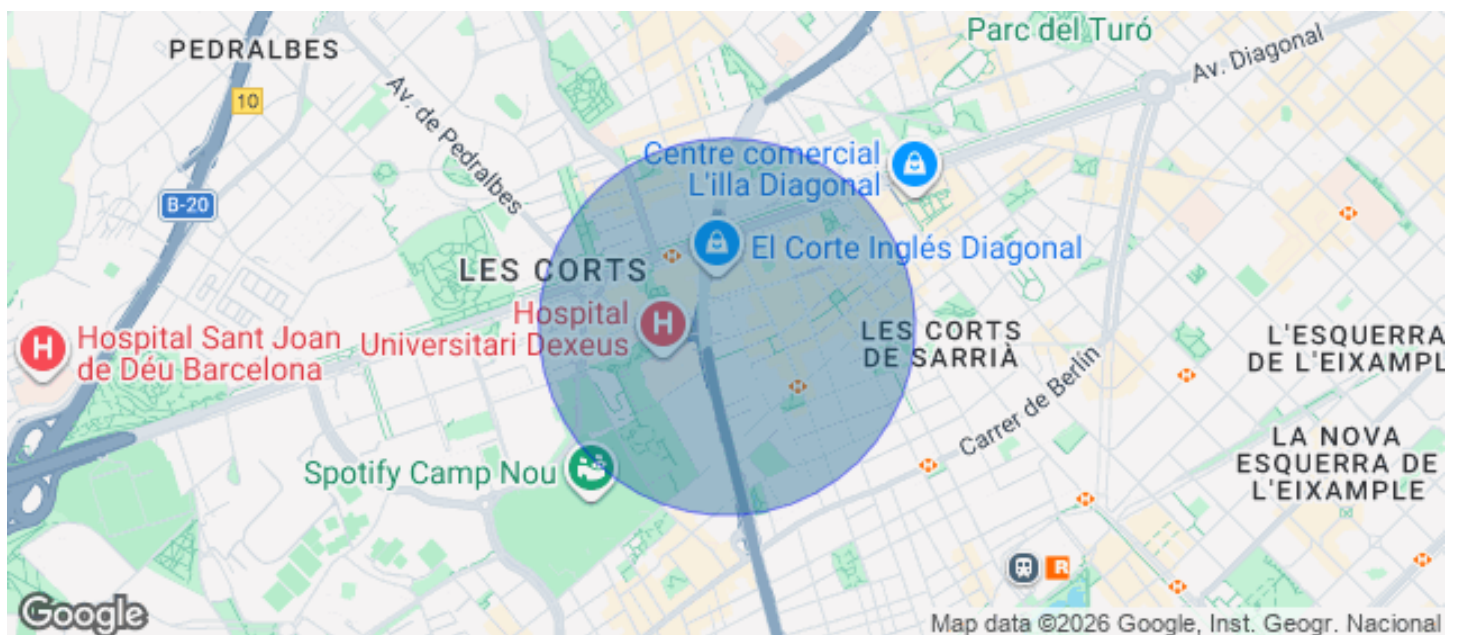 Parc del Turó
PEDRALBES
Av. Diagonal
10
Av. de Pedralbes
Centre comercial
L'illa Diagonal
B-20
El Corte Inglés Diagonal
LES CORTS
Hospital
Universitari Dexeus
H
H
Hospital Sant Joan
de Déu Barcelona
LES CORTS
DE SARRIÀ
L'ESQUERRA
DE L'EIXAMPL
Carrer de Berlín
LA NOVA
ESQUERRA DE
L'EIXAMPLE
Spotify Camp Nou
R
Google
Map data ©2026 Google, Inst. Geogr. Nacional